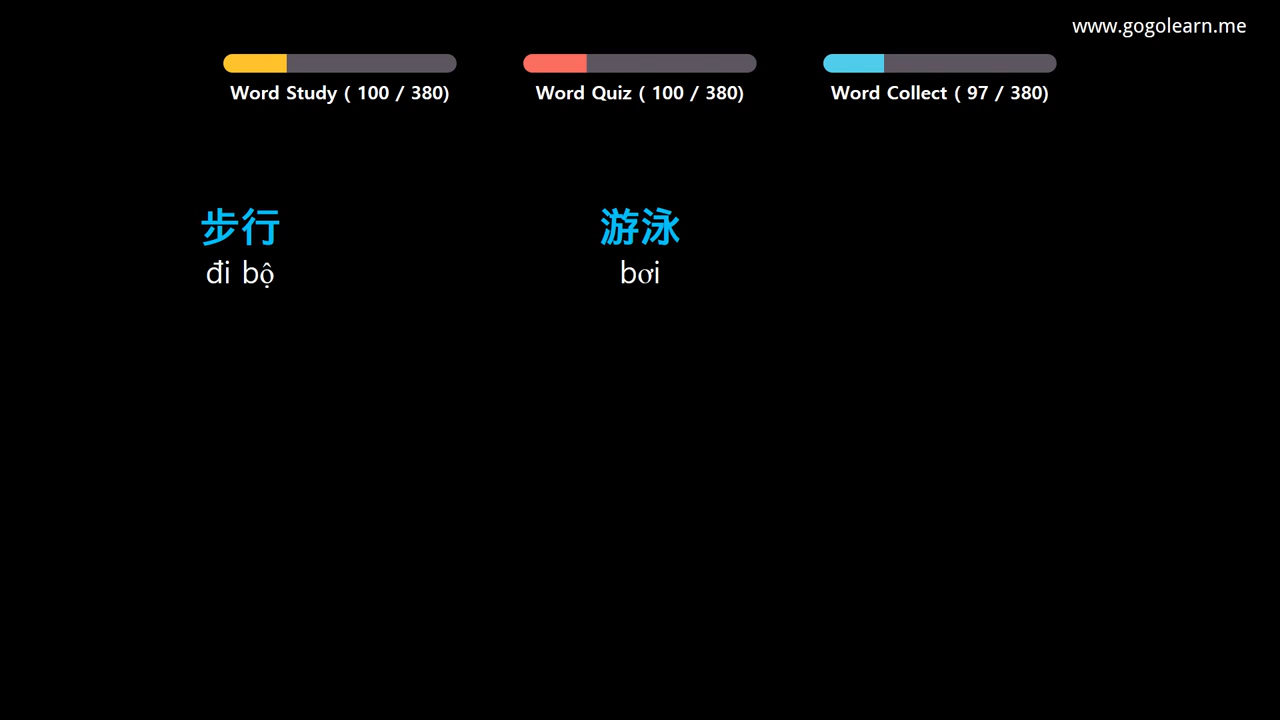 www.gogolearn.me
Word Study ( 100 / 380)
Word Quiz ( 100 / 380)
Word Collect ( 97 / 380)
步行
đi bộ
游泳
bơi